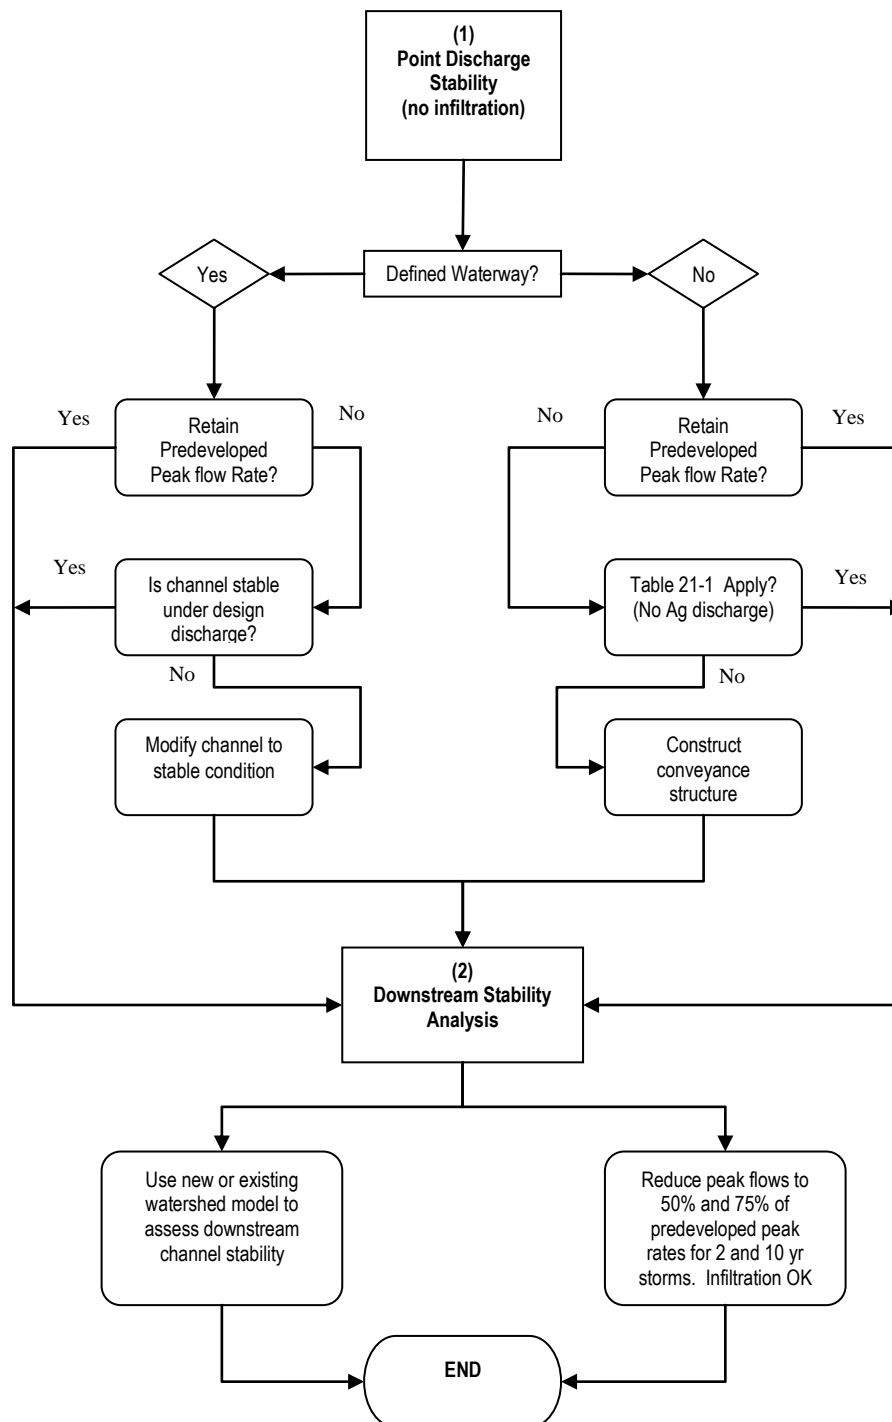 (1)
Point Discharge
Stability
(no infiltration)
Yes
Defined Waterway?
No
Yes
Retain
Predeveloped
Peak flow Rate?
No
No
Retain
Predeveloped
Peak flow Rate?
Yes
Yes
Is channel stable
under design
discharge?
Table 21-1 Apply?
(No Ag discharge)
Yes
No
No
Modify channel to
stable condition
Construct
conveyance
structure
(2)
Downstream Stability
Analysis
Use new or existing
watershed model to
assess downstream
channel stability
Reduce peak flows to
50% and 75% of
predeveloped peak
rates for 2 and 10 yr
storms. Infiltration OK
END